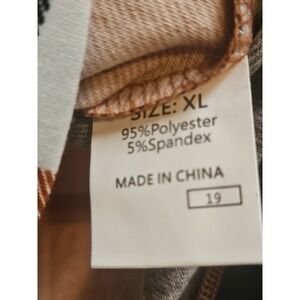 SIZE: XL
95%Polyester
5%Spandex
MADE IN CHINA
19